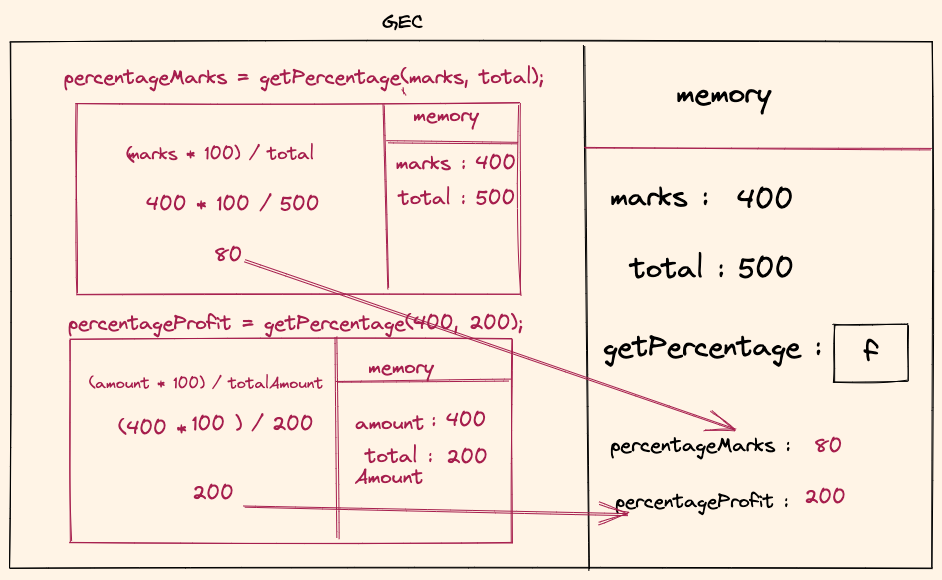 GEC
percentageMarks = getPercentage(marks, total);
memory
(marks * 100) / total
marks : 400
400 * 100 / 500
total : 500
80
percentageProfit = getPercentage(400, 200);
memory
(amount * 100) / totalAmount
amount : 400
(400 * 100 ) / 200
total : 200
Amount
200
memory
marks : 400
total : 500
getPercentage : f
percentageMarks : 80
percentageProfit : 200